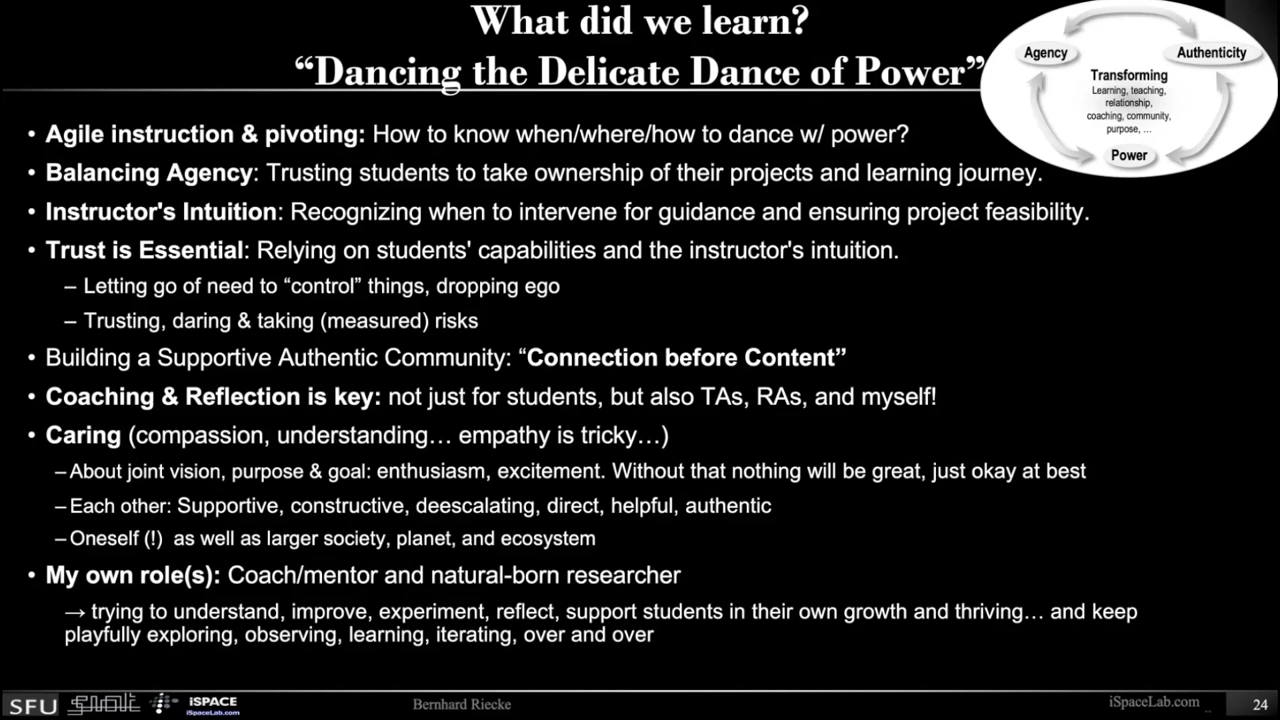 What did we learn?
“Dancing the Delicate Dance of Power”
Agency
Authenticity
Transforming
Learning, teaching,
relationship,
coaching, community,
purpose, ...
Power
• Agile instruction & pivoting: How to know when/where/how to dance w/ power?
• Balancing Agency: Trusting students to take ownership of their projects and learning journey.
• Instructor's Intuition: Recognizing when to intervene for guidance and ensuring project feasibility.
• Trust is Essential: Relying on students' capabilities and the instructor's intuition.
– Letting go of need to “control” things, dropping ego
– Trusting, daring & taking (measured) risks
• Building a Supportive Authentic Community: “Connection before Content”
• Coaching & Reflection is key: not just for students, but also TAs, RAs, and myself!
• Caring (compassion, understanding… empathy is tricky…)
– About joint vision, purpose & goal: enthusiasm, excitement. Without that nothing will be great, just okay at best
– Each other: Supportive, constructive, deescalating, direct, helpful, authentic
– Oneself (!) as well as larger society, planet, and ecosystem
• My own role(s): Coach/mentor and natural-born researcher
→ trying to understand, improve, experiment, reflect, support students in their own growth and thriving… and keep
playfully exploring, observing, learning, iterating, over and over
SFU
iSPACE
iSpaceLab.com
Bernhard Riecke
iSpaceLab.com
24